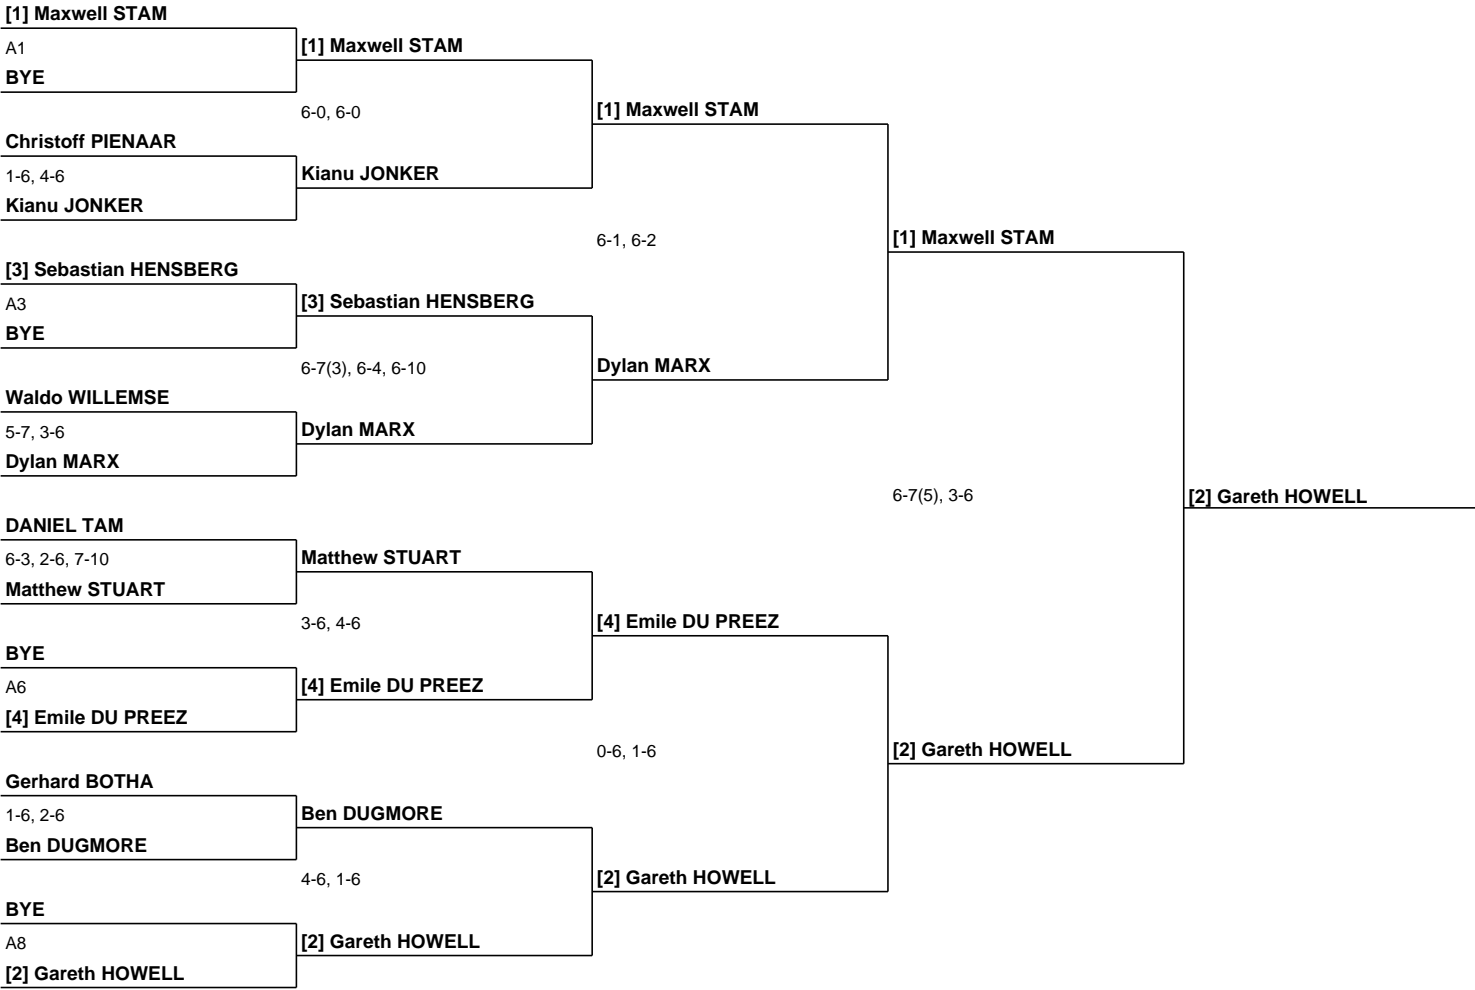 [1] Maxwell STAM
A1
[1] Maxwell STAM
BYE
6-0, 6-0
[1] Maxwell STAM
Christoff PIENAAR
1-6, 4-6
Kianu JONKER
Kianu JONKER
6-1, 6-2
[1] Maxwell STAM
[3] Sebastian HENSBERG
A3
[3] Sebastian HENSBERG
BYE
6-7(3), 6-4, 6-10
Dylan MARX
Waldo WILLEMSE
5-7, 3-6
Dylan MARX
Dylan MARX
6-7(5), 3-6
[2] Gareth HOWELL
DANIEL TAM
6-3, 2-6, 7-10
Matthew STUART
Matthew STUART
3-6, 4-6
[4] Emile DU PREEZ
BYE
A6
[4] Emile DU PREEZ
[4] Emile DU PREEZ
0-6, 1-6
[2] Gareth HOWELL
Gerhard BOTHA
1-6, 2-6
Ben DUGMORE
Ben DUGMORE
4-6, 1-6
[2] Gareth HOWELL
BYE
A8
[2] Gareth HOWELL
[2] Gareth HOWELL